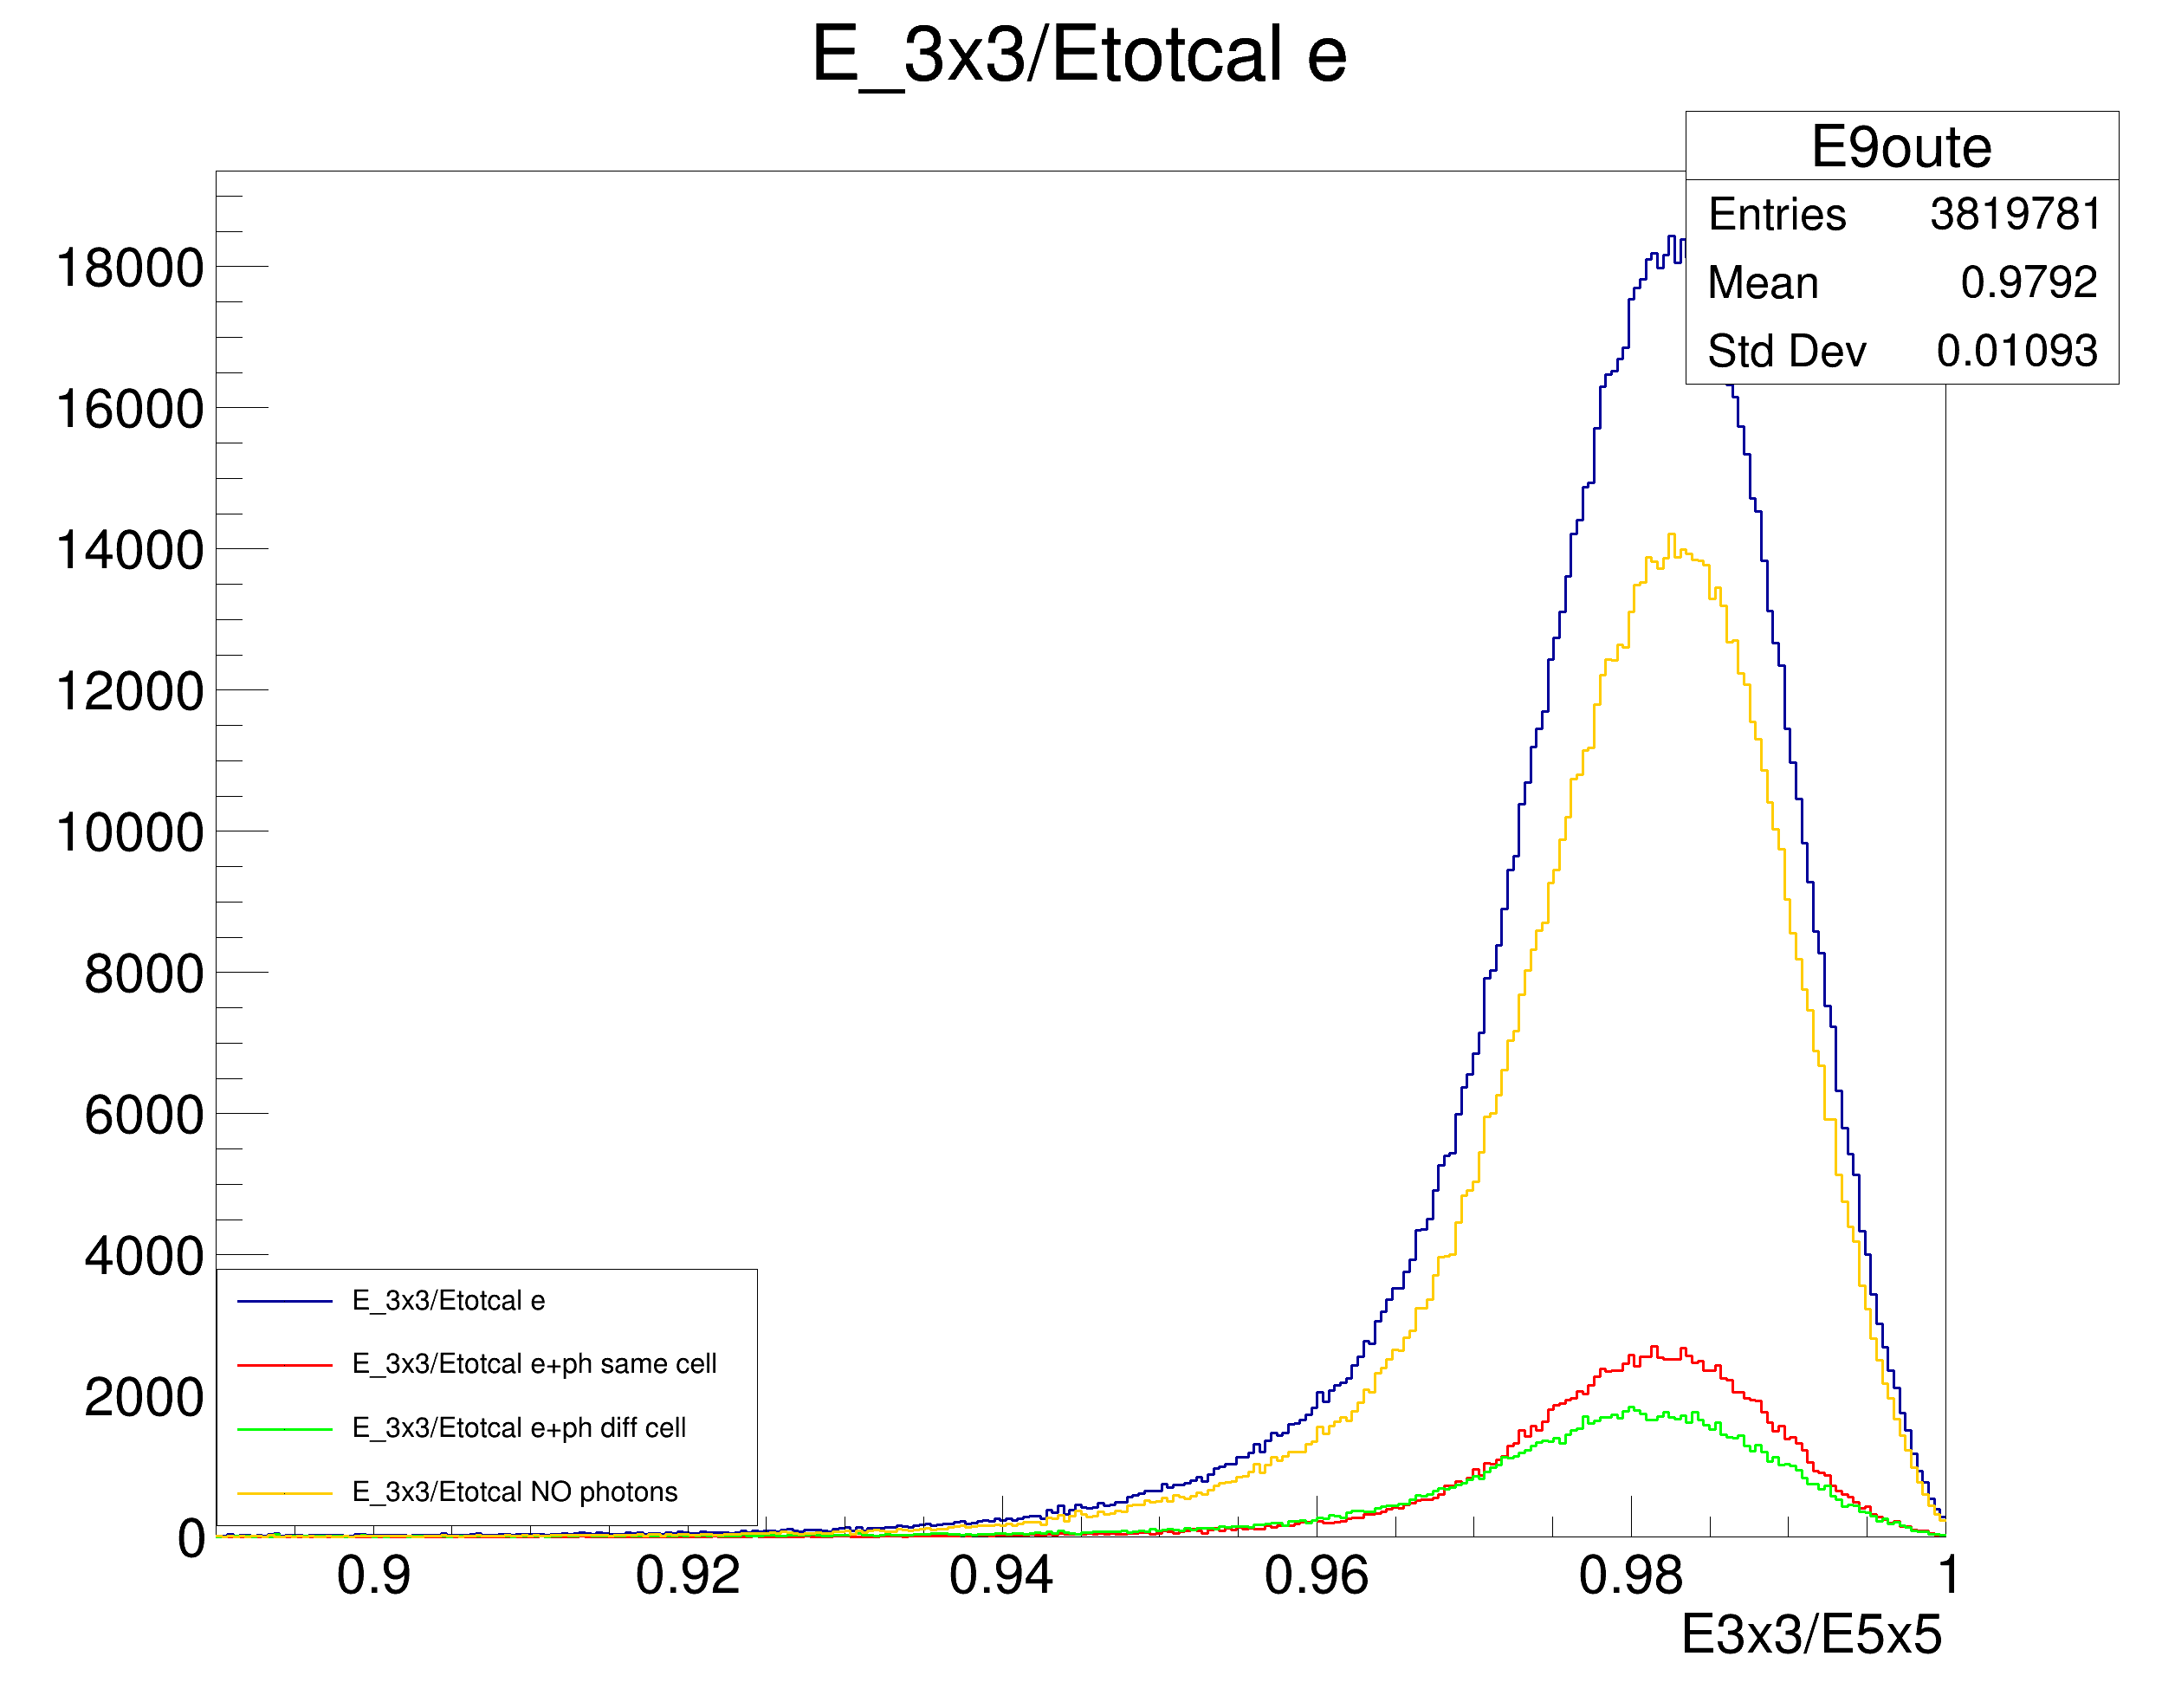 E_3x3/Etotcal e
E9oute
Entries 3819781
Mean 0.9792
Std Dev 0.01093
18000
16000
14000
12000
10000
8000
6000
4000
2000
0
E_3x3/Etotcal e
E_3x3/Etotcal e+ph same cell
E_3x3/Etotcal e+ph diff cell
E_3x3/Etotcal NO photons
0.9 0.92 0.94 0.96 0.98 1
E3x3/E5x5